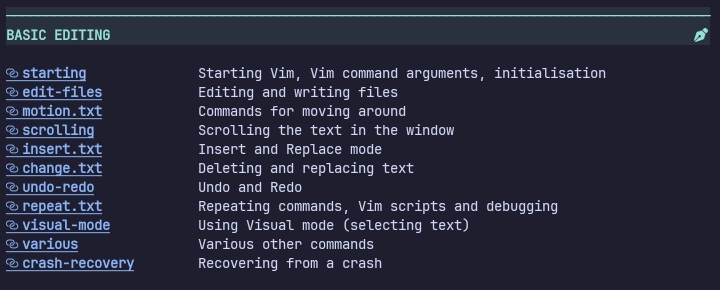 BASIC EDITING
starting Starting Vim, Vim command arguments, initialisation
edit-files Editing and writing files
motion.txt Commands for moving around
scrolling Scrolling the text in the window
insert.txt Insert and Replace mode
change.txt Deleting and replacing text
undo-redo Undo and Redo
repeat.txt Repeating commands, Vim scripts and debugging
visual-mode Using Visual mode (selecting text)
various Various other commands
crash-recovery Recovering from a crash